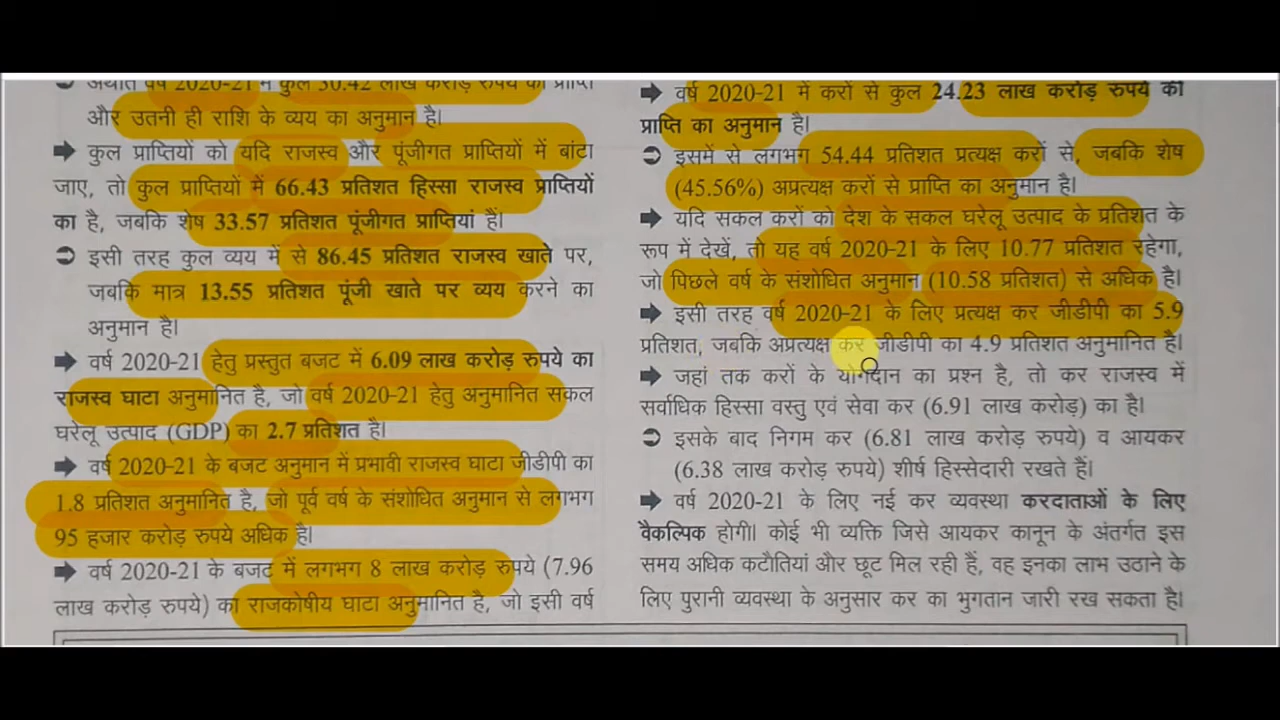 अर्थात वर्ष 2020-21 में कुल 30.42 लाख करोड़ रुपये की प्राप्ति
और उतनी ही राशि के व्यय का अनुमान है।
➡ कुल प्राप्तियों को यदि राजस्व और पूंजीगत प्राप्तियों में बांटा
जाए, तो कुल प्राप्तियों में 66.43 प्रतिशत हिस्सा राजस्व प्राप्तियों
का है, जबकि शेष 33.57 प्रतिशत पूंजीगत प्राप्तियां हैं।
➲ इसी तरह कुल व्यय में से 86.45 प्रतिशत राजस्व खाते पर,
जबकि मात्र 13.55 प्रतिशत पूंजी खाते पर व्यय करने का
अनुमान है।
➡ वर्ष 2020-21 हेतु प्रस्तुत बजट में 6.09 लाख करोड़ रुपये का
राजस्व घाटा अनुमानित है, जो वर्ष 2020-21 हेतु अनुमानित सकल
घरेलू उत्पाद (GDP) का 2.7 प्रतिशत है।
➡ वर्ष 2020-21 के बजट अनुमान में प्रभावी राजस्व घाटा जीडीपी का
1.8 प्रतिशत अनुमानित है, जो पूर्व वर्ष के संशोधित अनुमान से लगभग
95 हजार करोड़ रुपये अधिक है।
➡ वर्ष 2020-21 के बजट में लगभग 8 लाख करोड़ रुपये (7.96
लाख करोड़ रुपये) का राजकोषीय घाटा अनुमानित है, जो इसी वर्ष
➡ वर्ष 2020-21 में करों से कुल 24.23 लाख करोड़ रुपये की
प्राप्ति का अनुमान है।
➲ इसमें से लगभग 54.44 प्रतिशत प्रत्यक्ष करों से, जबकि शेष
(45.56%) अप्रत्यक्ष करों से प्राप्ति का अनुमान है।
➡ यदि सकल करों को देश के सकल घरेलू उत्पाद के प्रतिशत के
रूप में देखें, तो यह वर्ष 2020-21 के लिए 10.77 प्रतिशत रहेगा,
जो पिछले वर्ष के संशोधित अनुमान (10.58 प्रतिशत) से अधिक है।
➡ इसी तरह वर्ष 2020-21 के लिए प्रत्यक्ष कर जीडीपी का 5.9
प्रतिशत, जबकि अप्रत्यक्ष कर जीडीपी का 4.9 प्रतिशत अनुमानित है।
➡ जहां तक करों के योगदान का प्रश्न है, तो कर राजस्व में
सर्वाधिक हिस्सा वस्तु एवं सेवा कर (6.91 लाख करोड़) का है।
➲ इसके बाद निगम कर (6.81 लाख करोड़ रुपये) व आयकर
(6.38 लाख करोड़ रुपये) शीर्ष हिस्सेदारी रखते हैं।
➡ वर्ष 2020-21 के लिए नई कर व्यवस्था करदाताओं के लिए
वैकल्पिक होगी। कोई भी व्यक्ति जिसे आयकर कानून के अंतर्गत इस
समय अधिक कटौतियां और छूट मिल रही हैं, वह इनका लाभ उठाने के
लिए पुरानी व्यवस्था के अनुसार कर का भुगतान जारी रख सकता है।